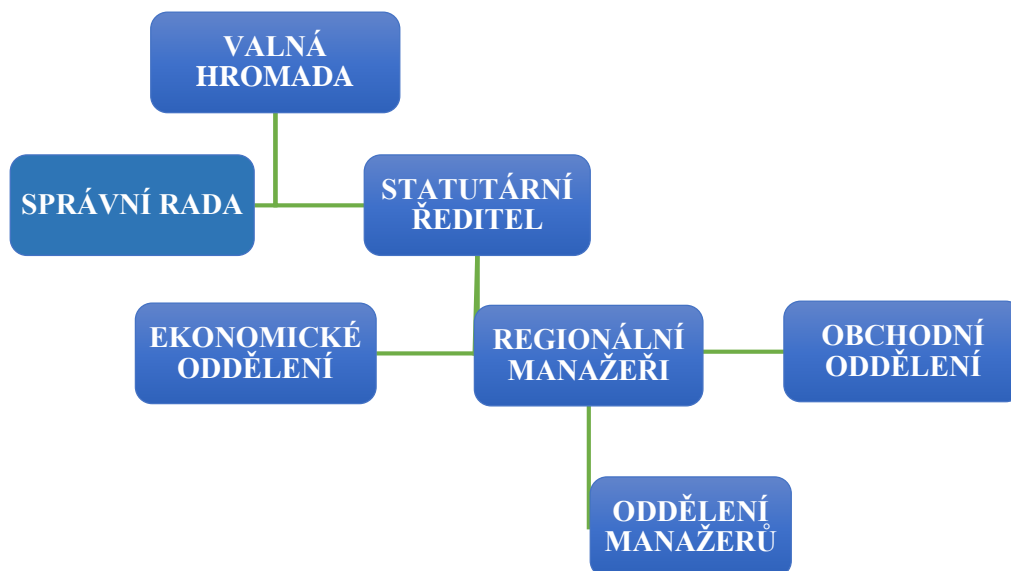 VALNÁ
HROMADA
SPRÁVNÍ RADA
STATUTÁRNÍ
ŘEDITEL
EKONOMICKÉ
ODDĚLENÍ
REGIONÁLNÍ
MANAŽEŘI
OBCHODNÍ
ODDĚLENÍ
ODDĚLENÍ
MANAŽERŮ